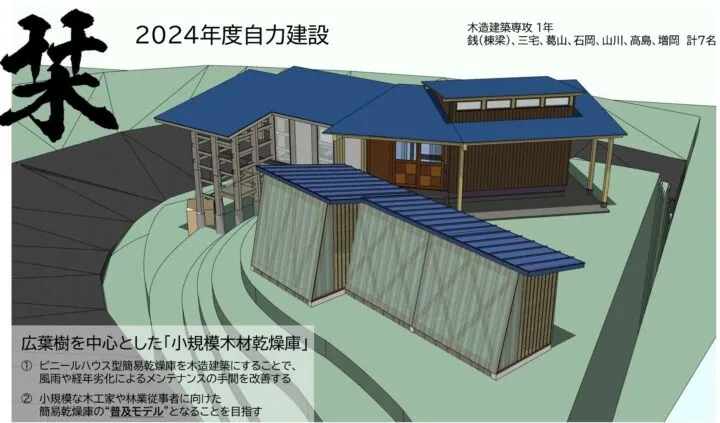 栞
2024年度自力建設
木造建築専攻 1年
銭(棟梁)、三宅、葛山、石岡、山川、高島、増岡 計7名
広葉樹を中心とした「小規模木材乾燥庫」
① ビニールハウス型簡易乾燥庫を木造建築にすることで、
風雨や経年劣化によるメンテナンスの手間を改善する
② 小規模な木工家や林業従事者に向けた
簡易乾燥庫の“普及モデル”となることを目指す